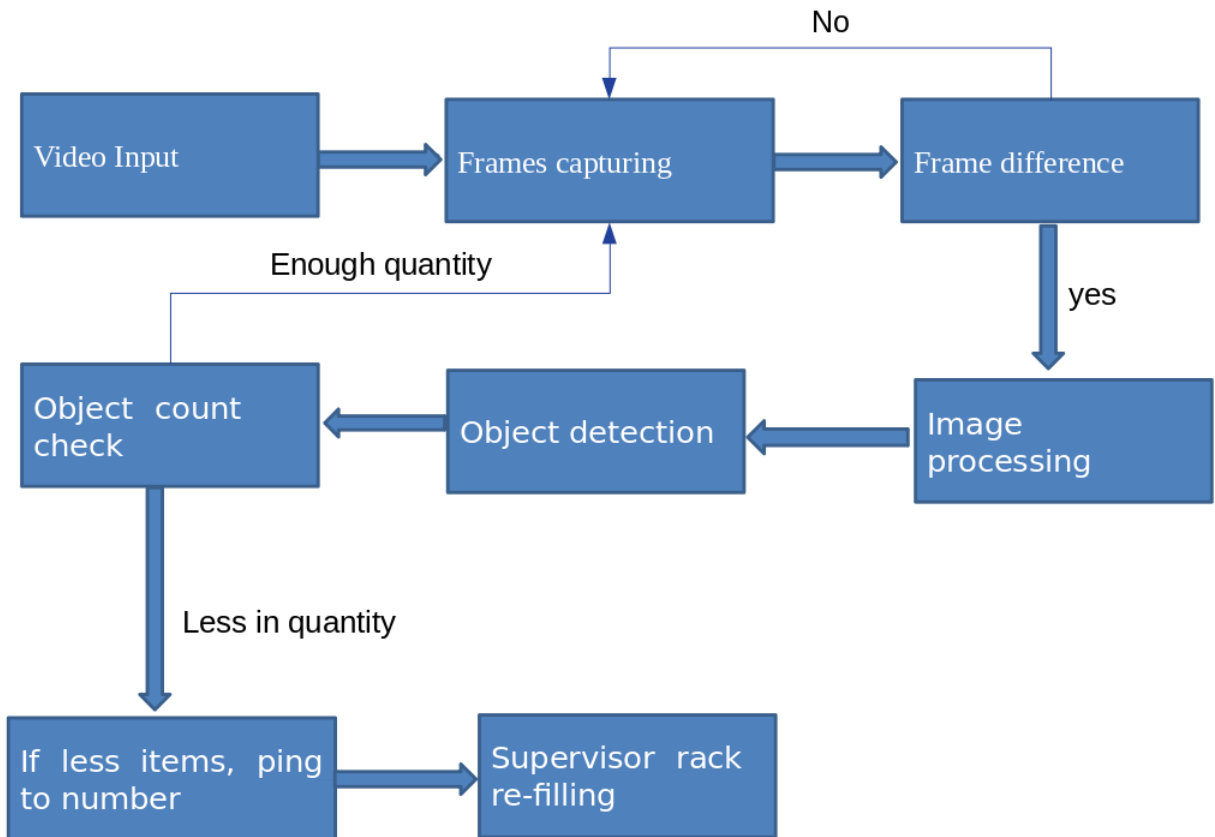 No
Video Input
Frames capturing
Frame difference
Enough quantity
yes
Object count
check
Object detection
Image
processing
Less in quantity
If less items, ping
to number
Supervisor rack
re-filling